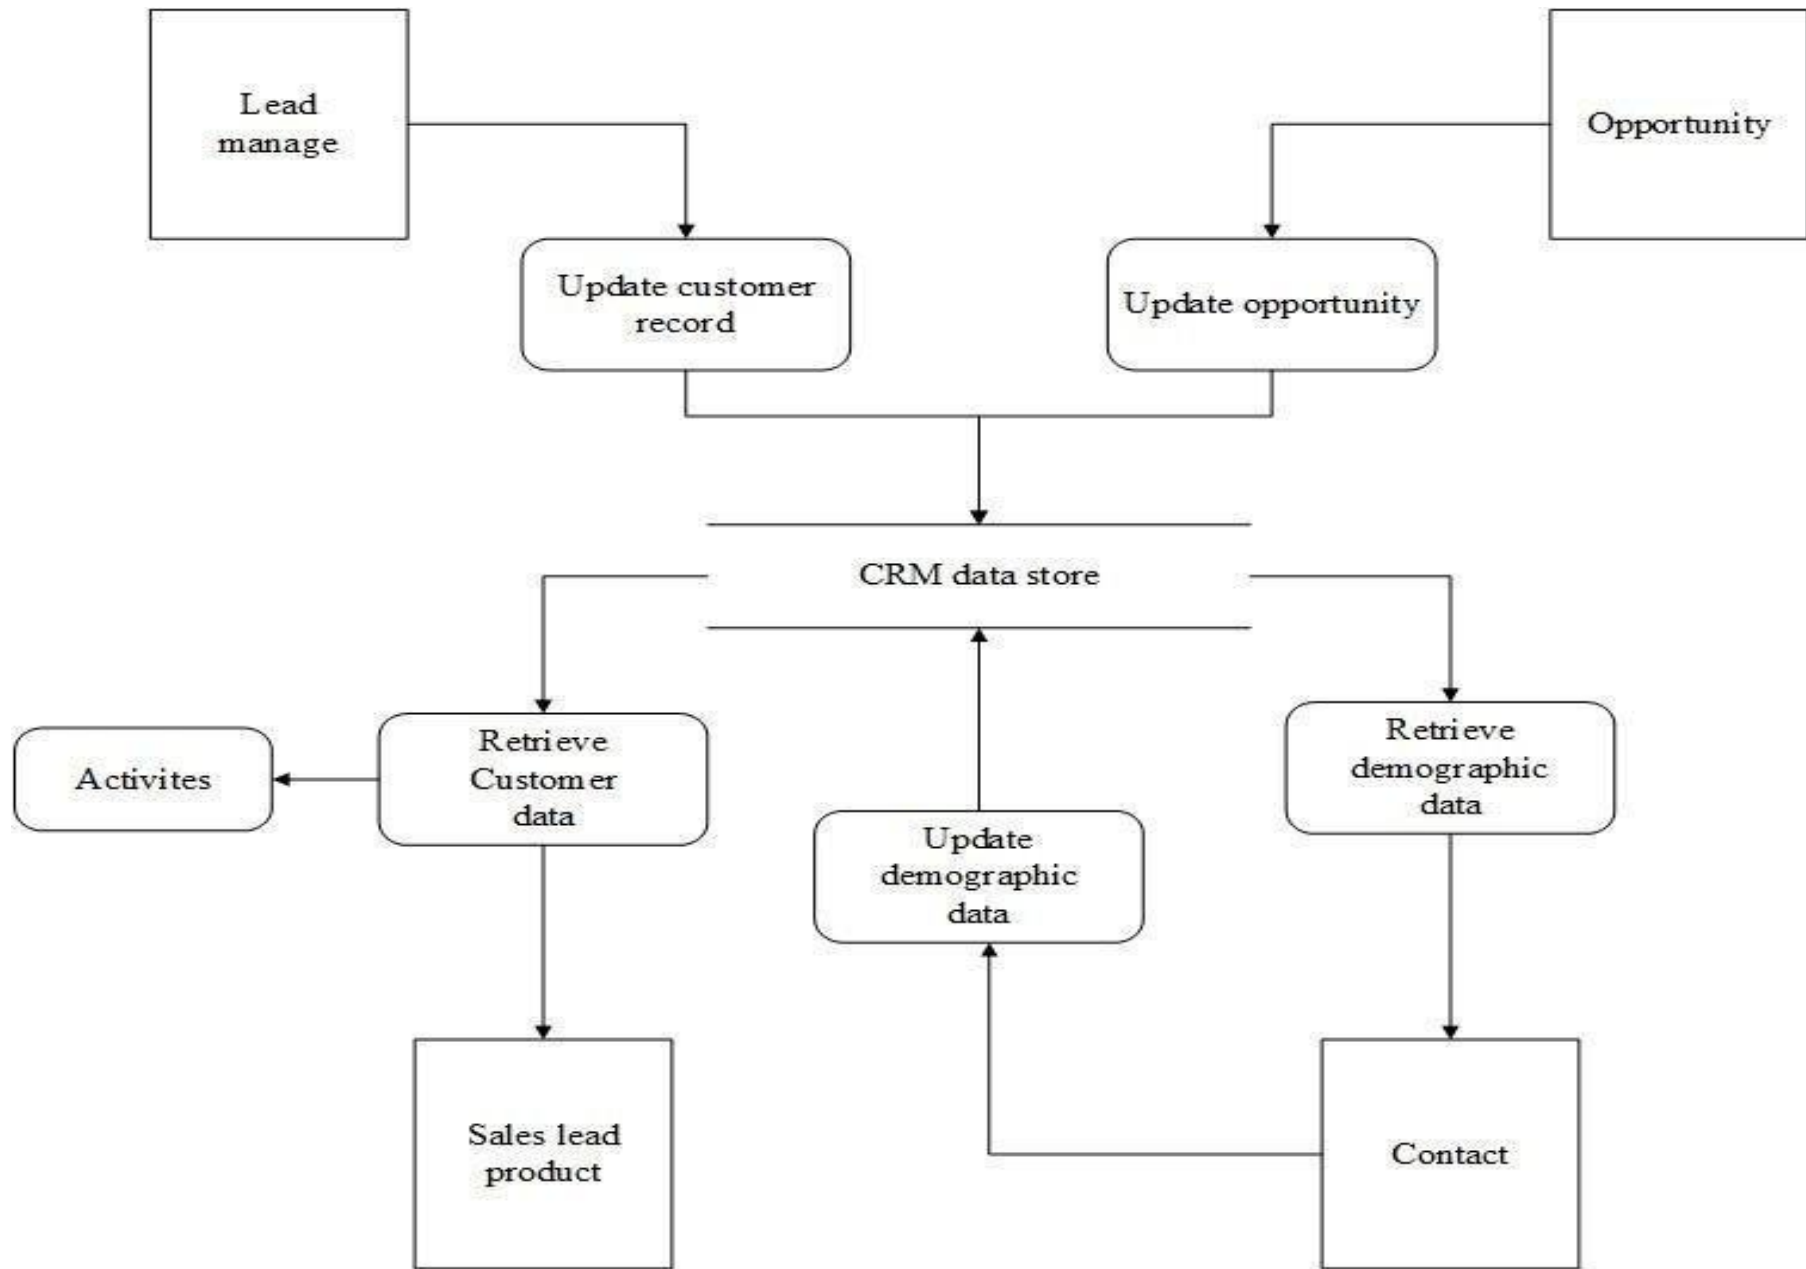 Lead
manage
Opportunity
Update customer
record
Update opportunity
CRM data store
Activites
Retrieve
Customer
data
Update
demographic
data
Retrieve
demographic
data
Sales lead
product
Contact